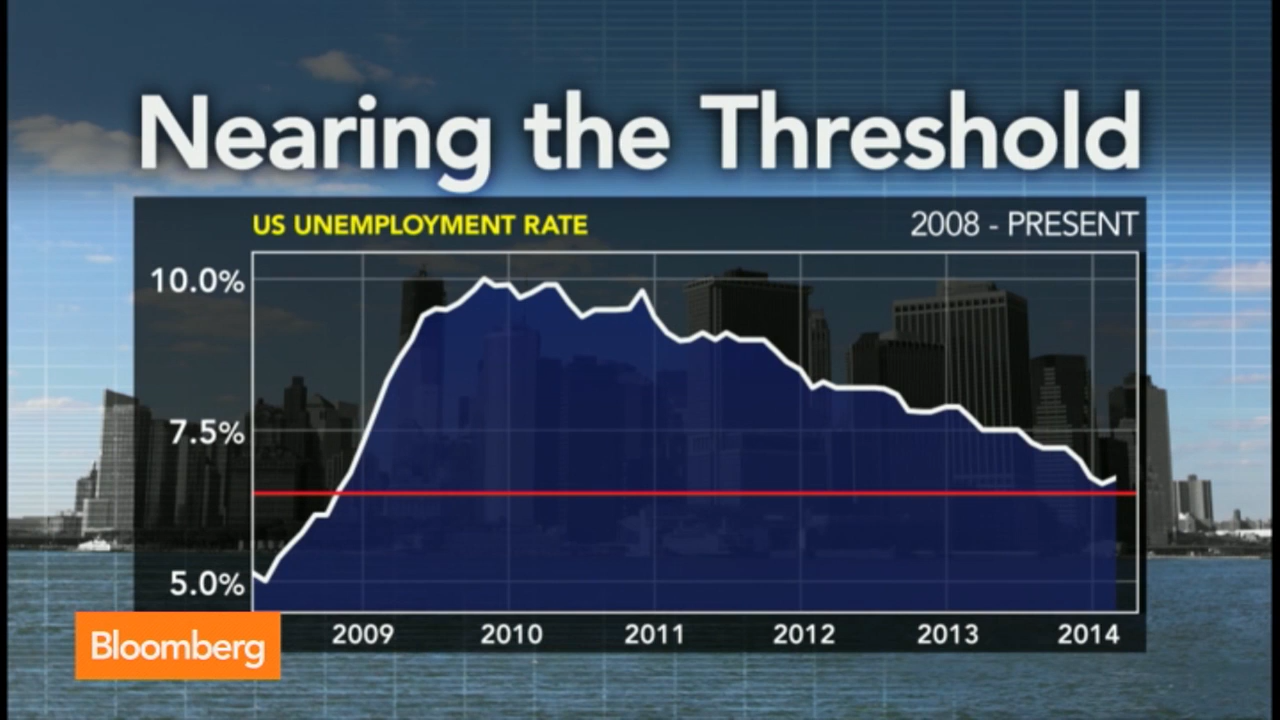 Nearing the Threshold
US UNEMPLOYMENT RATE
2008 - PRESENT
10.0%
7.5%
5.0%
2009 2010 2011 2012 2013 2014
Bloomberg